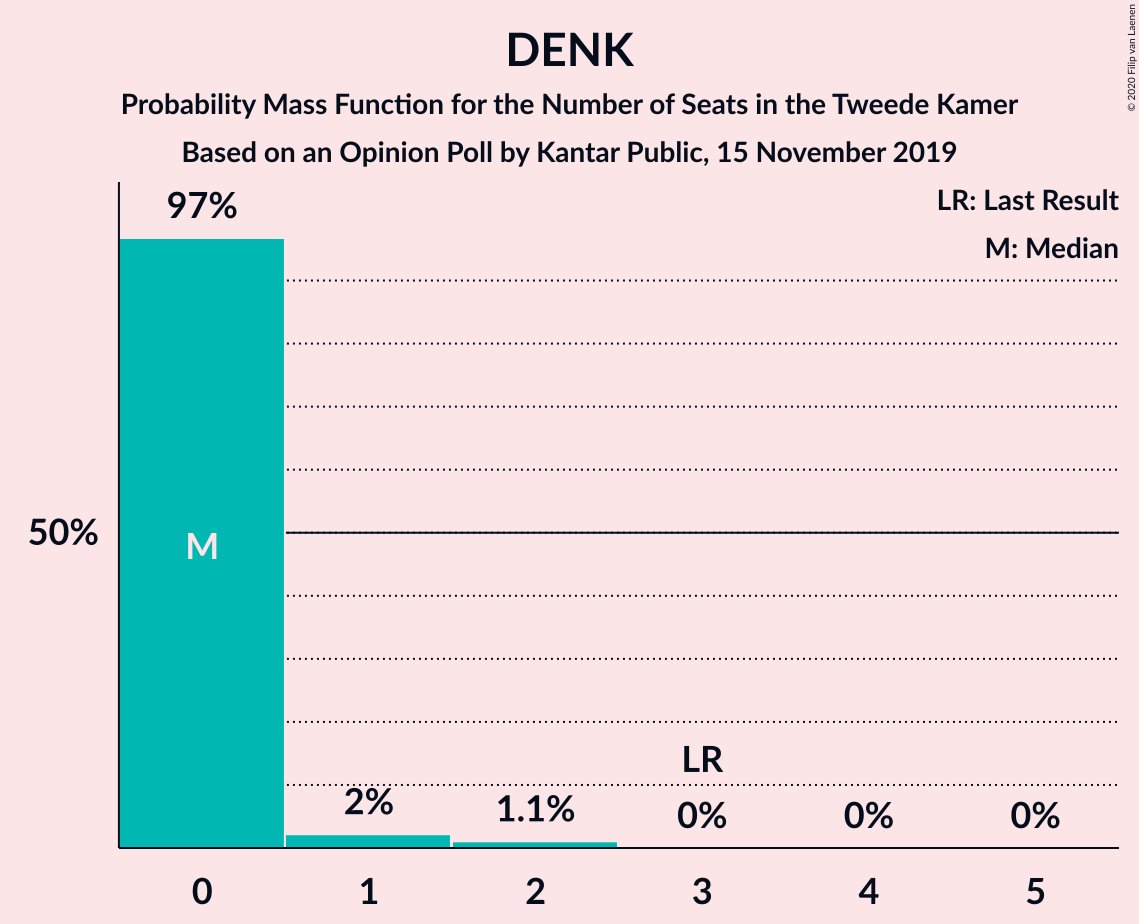 DENK
Probability Mass Function for the Number of Seats in the Tweede Kamer
Based on an Opinion Poll by Kantar Public, 15 November 2019
© 2020 Filip van Laenen
LR: Last Result
M: Median
97%
50%
M
LR
2%
1.1%
0%
0%
0%
0
1
2
3
4
5